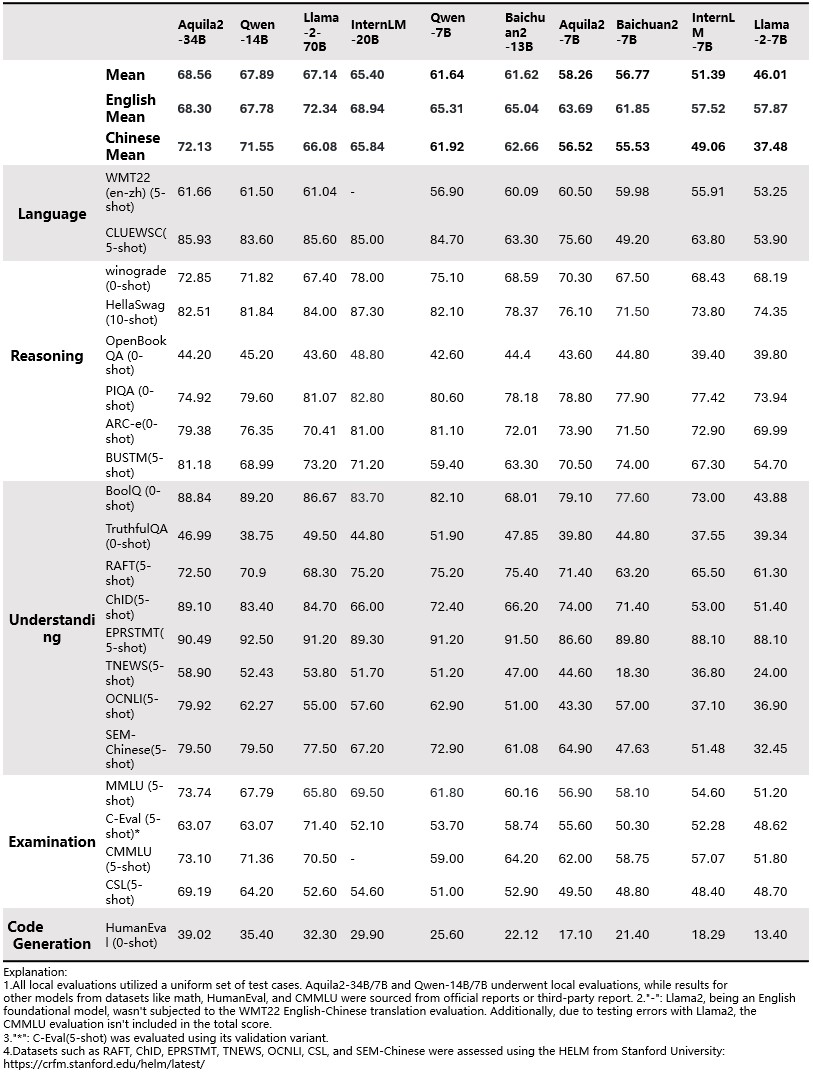 Aquila2-34B Qwen-14B Llama-2-70B InternLM-20B Qwen-7B Baichuan2-13B Aquila2-7B Baichuan2-7B InternLM-7B Llama-2-7B
Mean 68.56 67.89 67.14 65.40 61.64 61.62 58.26 56.77 51.39 46.01
English Mean 68.30 67.78 72.34 68.94 65.31 65.04 63.69 61.85 57.52 57.87
Chinese Mean 72.13 71.55 66.08 65.84 61.92 62.66 56.52 55.53 49.06 37.48
Language
WMT22 (en-zh) (5-shot) 61.66 61.50 61.04 - 56.90 60.09 60.50 59.98 55.91 53.25
CLUEWSC(5-shot) 85.93 83.60 85.60 85.00 84.70 63.30 75.60 49.20 63.80 53.90
Reasoning
winograde (0-shot) 72.85 71.82 67.40 78.00 75.10 68.59 70.30 67.50 68.43 68.19
HellaSwag (10-shot) 82.51 81.84 84.00 87.30 82.10 78.37 76.10 71.50 73.80 74.35
OpenBookQA (0-shot) 44.20 45.20 43.60 48.80 42.60 44.4 43.60 44.80 39.40 39.80
PIQA (0-shot) 74.92 79.60 81.07 82.80 80.60 78.18 78.80 77.90 77.42 73.94
ARC-e(0-shot) 79.38 76.35 70.41 81.00 81.10 72.01 73.90 71.50 72.90 69.99
BUSTM(5-shot) 81.18 68.99 73.20 71.20 59.40 63.30 70.50 74.00 67.30 54.70
Understanding
BoolQ (0-shot) 88.84 89.20 86.67 83.70 82.10 68.01 79.10 77.60 73.00 43.88
TruthfulQA (0-shot) 46.99 38.75 49.50 44.80 51.90 47.85 39.80 44.80 37.55 39.34
RAFT(5-shot) 72.50 70.9 68.30 75.20 75.20 75.40 71.40 63.20 65.50 61.30
ChID(5-shot) 89.10 83.40 84.70 66.00 72.40 66.20 74.00 71.40 53.00 51.40
EPRSTMT(5-shot) 90.49 92.50 91.20 89.30 91.20 91.50 86.60 89.80 88.10 88.10
TNEWS(5-shot) 58.90 52.43 53.80 51.70 51.20 47.00 44.60 18.30 36.80 24.00
OCNLI(5-shot) 79.92 62.27 55.00 57.60 62.90 51.00 43.30 57.00 37.10 36.90
SEM-Chinese(5-shot) 79.50 79.50 77.50 67.20 72.90 61.08 64.90 47.63 51.48 32.45
Examination
MMLU (5-shot) 73.74 67.79 65.80 69.50 61.80 60.16 56.90 58.10 54.60 51.20
C-Eval (5-shot)* 63.07 63.07 71.40 52.10 53.70 58.74 55.60 50.30 52.28 48.62
CMMLU (5-shot) 73.10 71.36 70.50 - 59.00 64.20 62.00 58.75 57.07 51.80
CSL(5-shot) 69.19 64.20 52.60 54.60 51.00 52.90 49.50 48.80 48.40 48.70
Code Generation
HumanEval (0-shot) 39.02 35.40 32.30 29.90 25.60 22.12 17.10 21.40 18.29 13.40
Explanation:
1.All local evaluations utilized a uniform set of test cases. Aquila2-34B/7B and Qwen-14B/7B underwent local evaluations, while results for
other models from datasets like math, HumanEval, and CMMLU were sourced from official reports or third-party report. 2."-": Llama2, being an English
foundational model, wasn't subjected to the WMT22 English-Chinese translation evaluation. Additionally, due to testing errors with Llama2, the
CMMLU evaluation isn't included in the total score.
3."*": C-Eval(5-shot) was evaluated using its validation variant.
4.Datasets such as RAFT, ChID, EPRSTMT, TNEWS, OCNLI, CSL, and SEM-Chinese were assessed using the HELM from Stanford University:
https://crfm.stanford.edu/helm/latest/